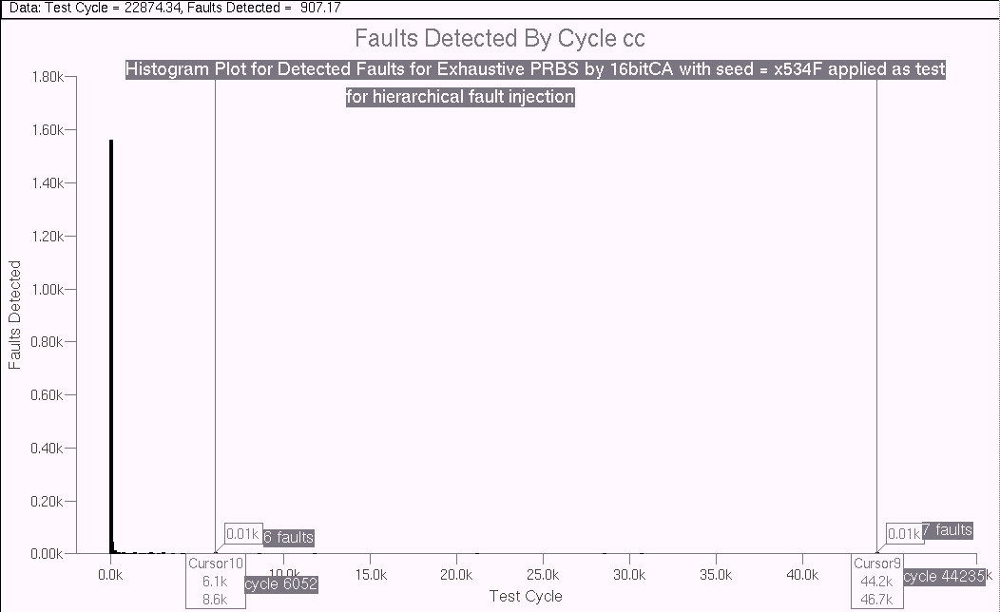 Data: Test Cycle = 22874.34, Faults Detected = 907.17
Faults Detected By Cycle cc
Histogram Plot for Detected Faults for Exhaustive PRBS by 16bitCA with seed = x534F applied as test
for hierarchical fault injection
1.80k
1.60k
1.40k
1.20k
1.00k
0.80k
0.60k
0.40k
0.20k
0.00k
Faults Detected
0.01k
6 faults
0.01k
7 faults
0.0k
10.0k
15.0k
20.0k
25.0k
30.0k
35.0k
40.0k
Cursor10
6.1k
8.6k
cycle 6052
Cursor9
44.2k
46.7k
cycle 44235
Test Cycle